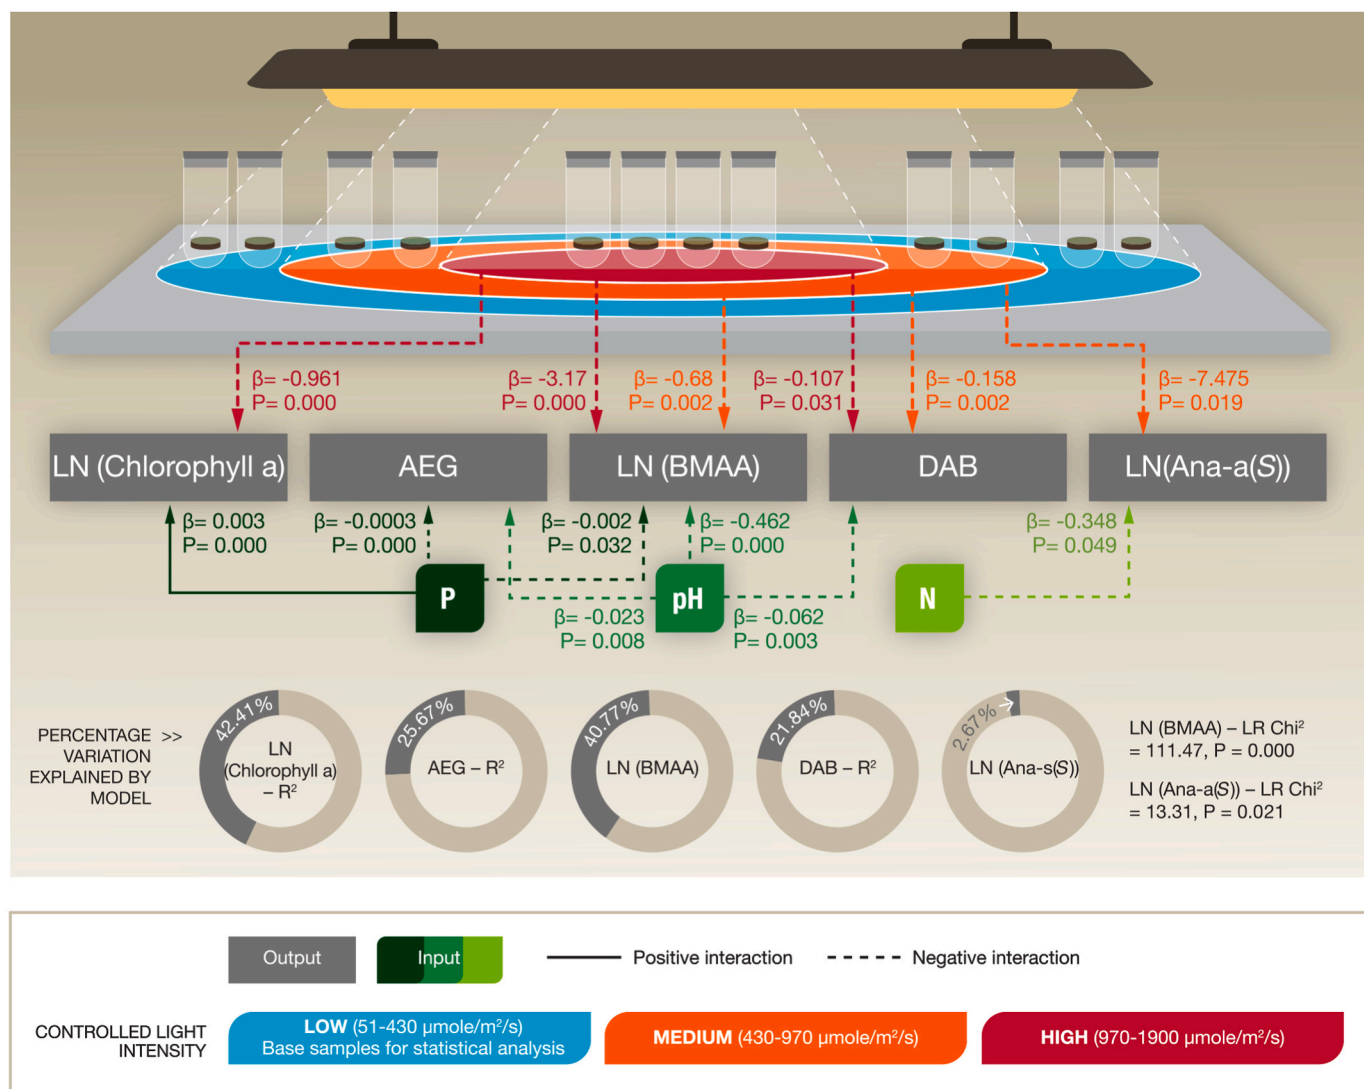 β= -0.961
P= 0.000
β= -3.17
P= 0.000
β= -0.68
P= 0.002
β= -0.107
P= 0.031
β= -0.158
P= 0.002
β= -7.475
P= 0.019
LN (Chlorophyll a)
AEG
LN (BMAA)
DAB
LN(Ana-a(S))
β= 0.003
P= 0.000
β= -0.0003
P= 0.000
β= -0.002
P= 0.032
β= -0.462
P= 0.000
β= -0.348
P= 0.049
P
pH
N
β= -0.023
P= 0.008
β= -0.062
P= 0.003
PERCENTAGE >>
VARIATION
EXPLAINED BY
MODEL
42.41%
LN
(Chlorophyll a)
– R²
25.67%
AEG – R²
40.77%
LN (BMAA)
21.84%
DAB – R²
2.67%
LN (Ana-s(S))
LN (BMAA) – LR Chi²
= 111.47, P = 0.000
LN (Ana-a(S)) – LR Chi²
= 13.31, P = 0.021
Output
Input
Positive interaction
Negative interaction
CONTROLLED LIGHT
INTENSITY
LOW (51-430 µmole/m²/s)
Base samples for statistical analysis
MEDIUM (430-970 µmole/m²/s)
HIGH (970-1900 µmole/m²/s)